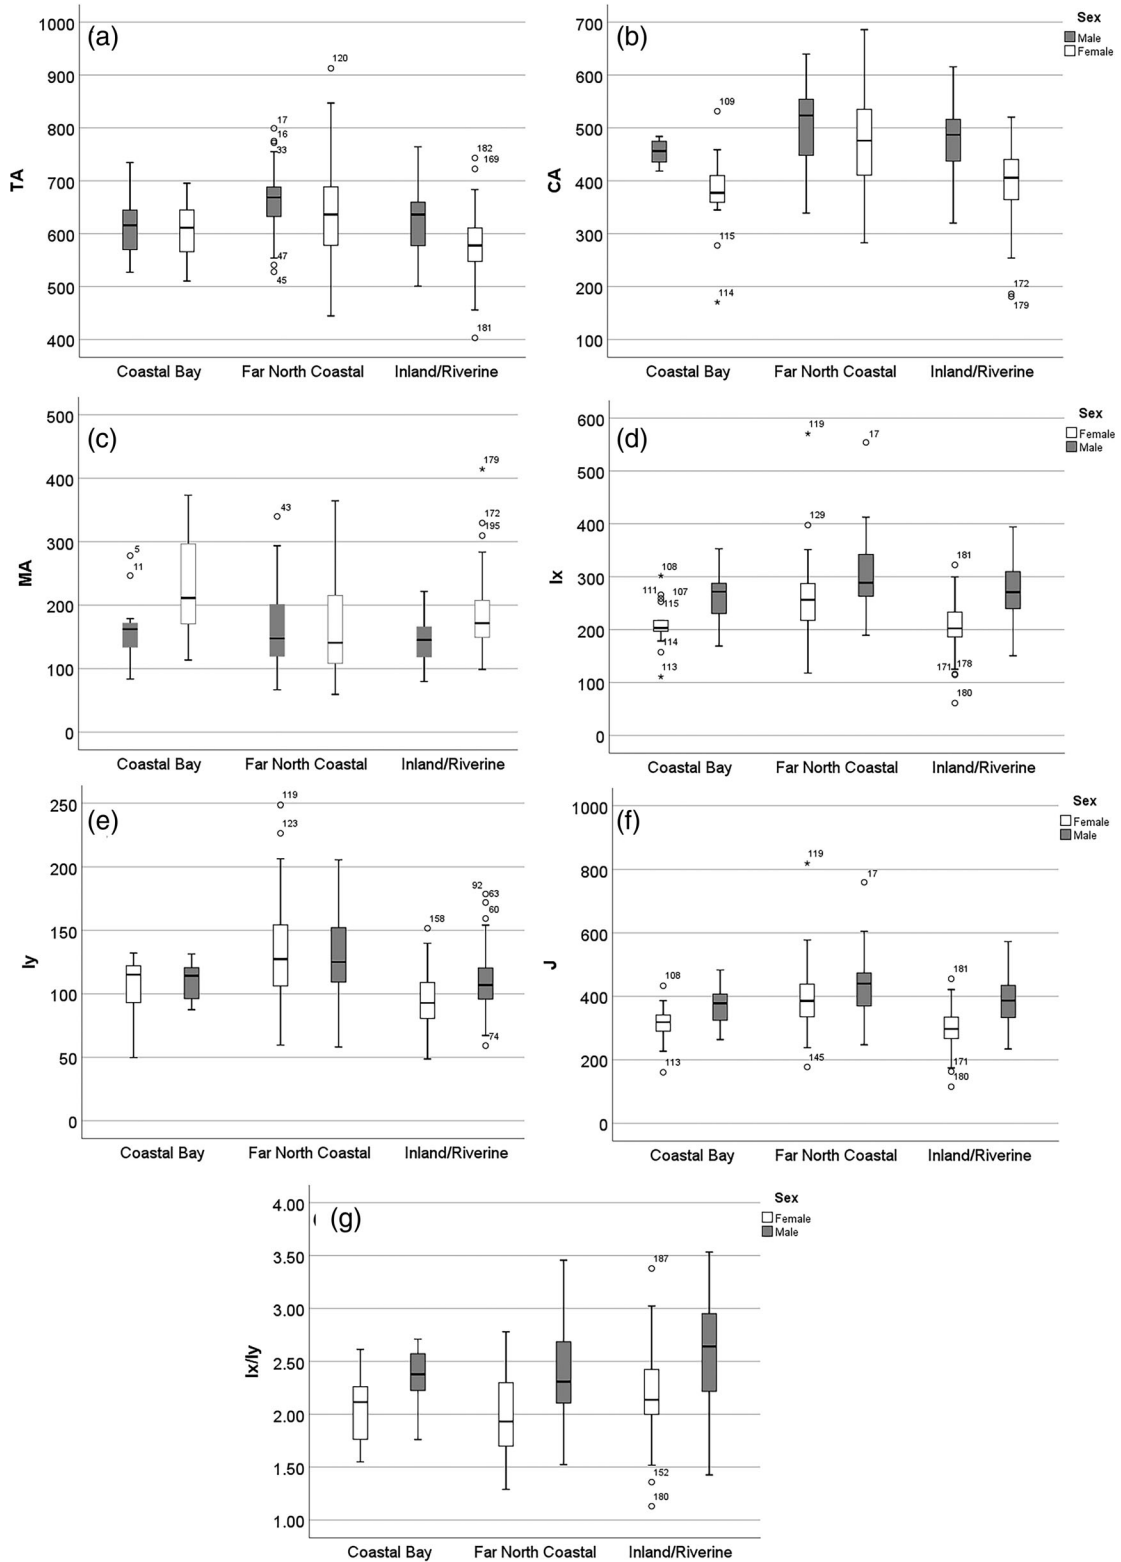 (a)
TA
1000
900
800
700
600
500
400
120
17
16
33
47
45
182
169
181
Coastal Bay Far North Coastal Inland/Riverine
(b)
CA
700
600
500
400
300
200
100
109
115
114
172
179
Coastal Bay Far North Coastal Inland/Riverine
Sex
Male
Female
(c)
MA
500
400
300
200
100
0
5
11
43
179
172
195
Coastal Bay Far North Coastal Inland/Riverine
(d)
Ix
600
500
400
300
200
100
0
119
17
129
108
111 107
115
114
113
181
171 178
180
Coastal Bay Far North Coastal Inland/Riverine
Sex
Female
Male
(e)
Iy
250
200
150
100
50
0
119
123
158
92 63
60
74
Coastal Bay Far North Coastal Inland/Riverine
(f)
J
1000
800
600
400
200
0
119
17
108
113
145
181
171
180
Coastal Bay Far North Coastal Inland/Riverine
Sex
Female
Male
(g)
Ix/Iy
4.00
3.50
3.00
2.50
2.00
1.50
1.00
187
152
180
Coastal Bay Far North Coastal Inland/Riverine
Sex
Female
Male